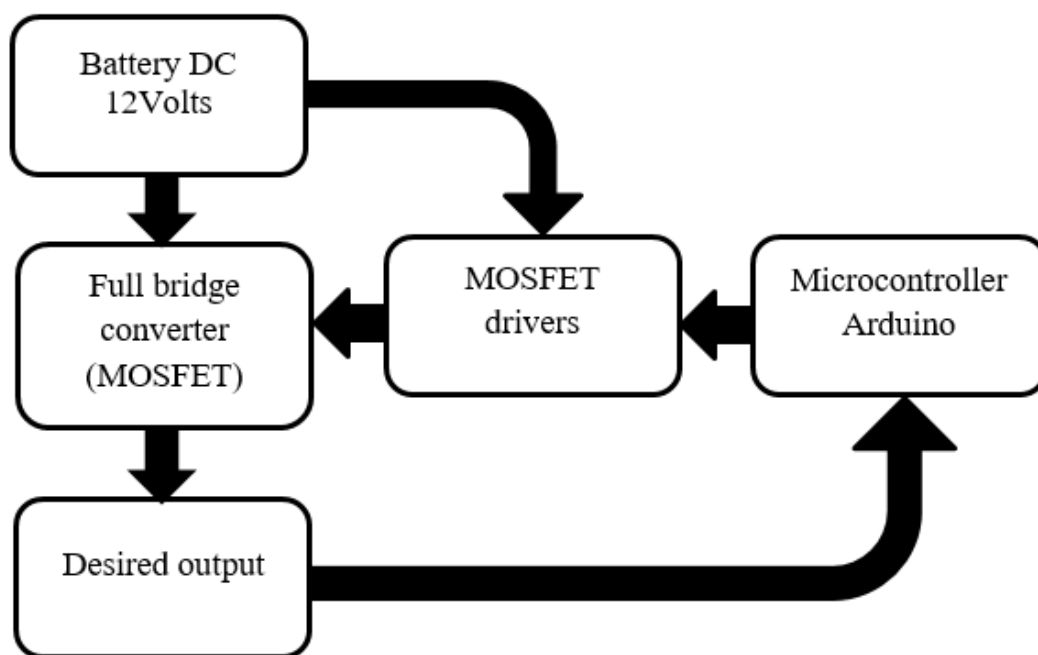 Battery DC
12Volts
Full bridge
converter
(MOSFET)
MOSFET
drivers
Microcontroller
Arduino
Desired output